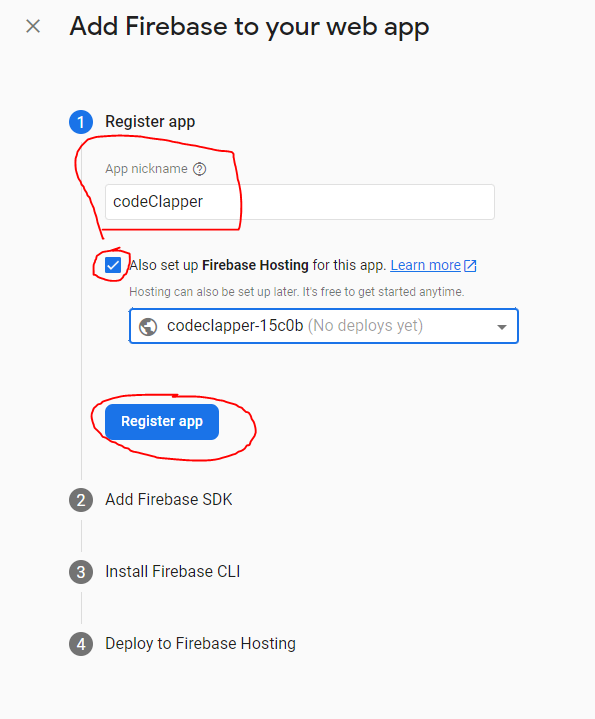 Add Firebase to your web app
1 Register app
App nickname ?
codeClapper
Also set up Firebase Hosting for this app. Learn more
Hosting can also be set up later. It's free to get started anytime.
codeclapper-15c0b (No deploys yet)
Register app
2 Add Firebase SDK
3 Install Firebase CLI
4 Deploy to Firebase Hosting